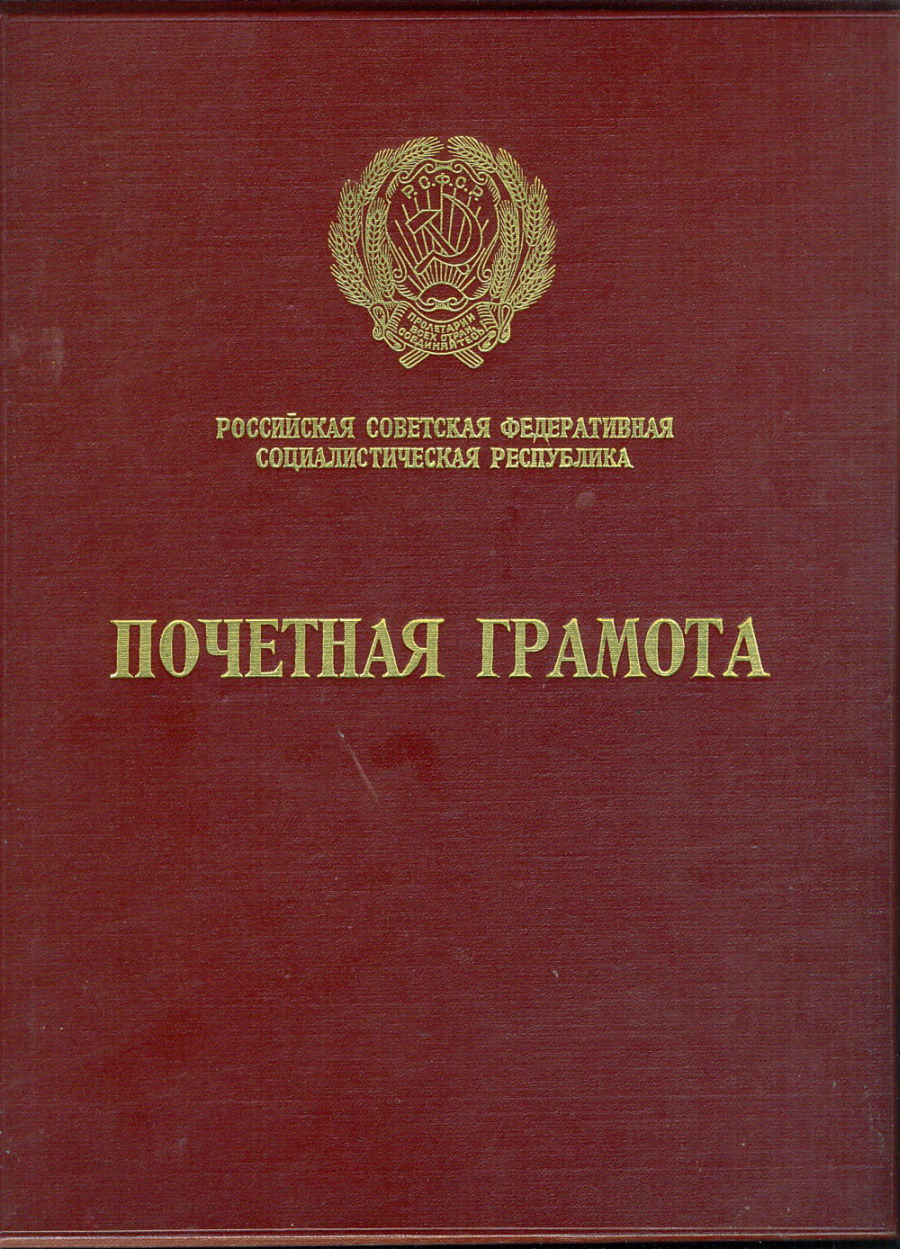 Р.С.Ф.С.Р.
ПРОЛЕТАРИИ
ВСЕХ СТРАН,
СОЕДИНЯЙТЕСЬ!
РОССИЙСКАЯ СОВЕТСКАЯ ФЕДЕРАТИВНАЯ
СОЦИАЛИСТИЧЕСКАЯ РЕСПУБЛИКА
ПОЧЕТНАЯ ГРАМОТА